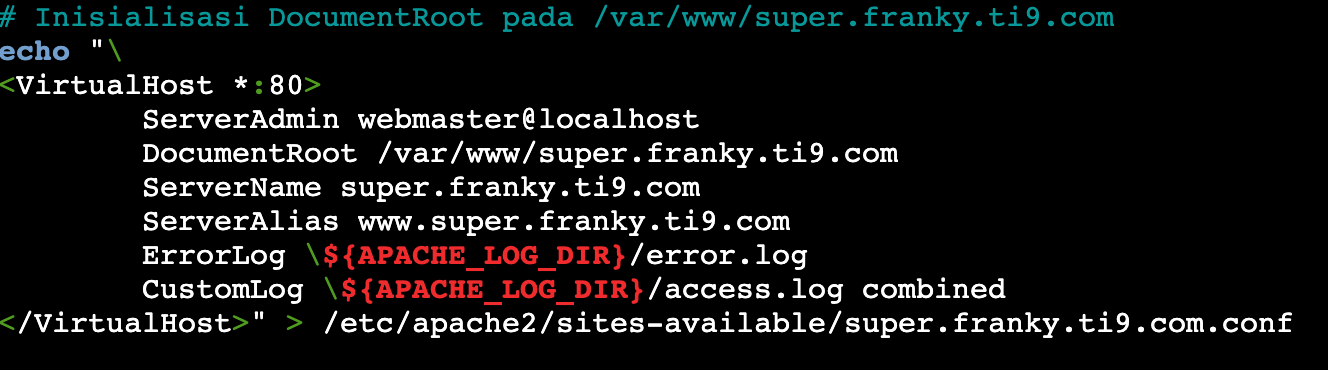 # Inisialisasi DocumentRoot pada /var/www/super.franky.ti9.com
echo "\
<VirtualHost *:80>
        ServerAdmin webmaster@localhost
        DocumentRoot /var/www/super.franky.ti9.com
        ServerName super.franky.ti9.com
        ServerAlias www.super.franky.ti9.com
        ErrorLog \${APACHE_LOG_DIR}/error.log
        CustomLog \${APACHE_LOG_DIR}/access.log combined
</VirtualHost>" > /etc/apache2/sites-available/super.franky.ti9.com.conf